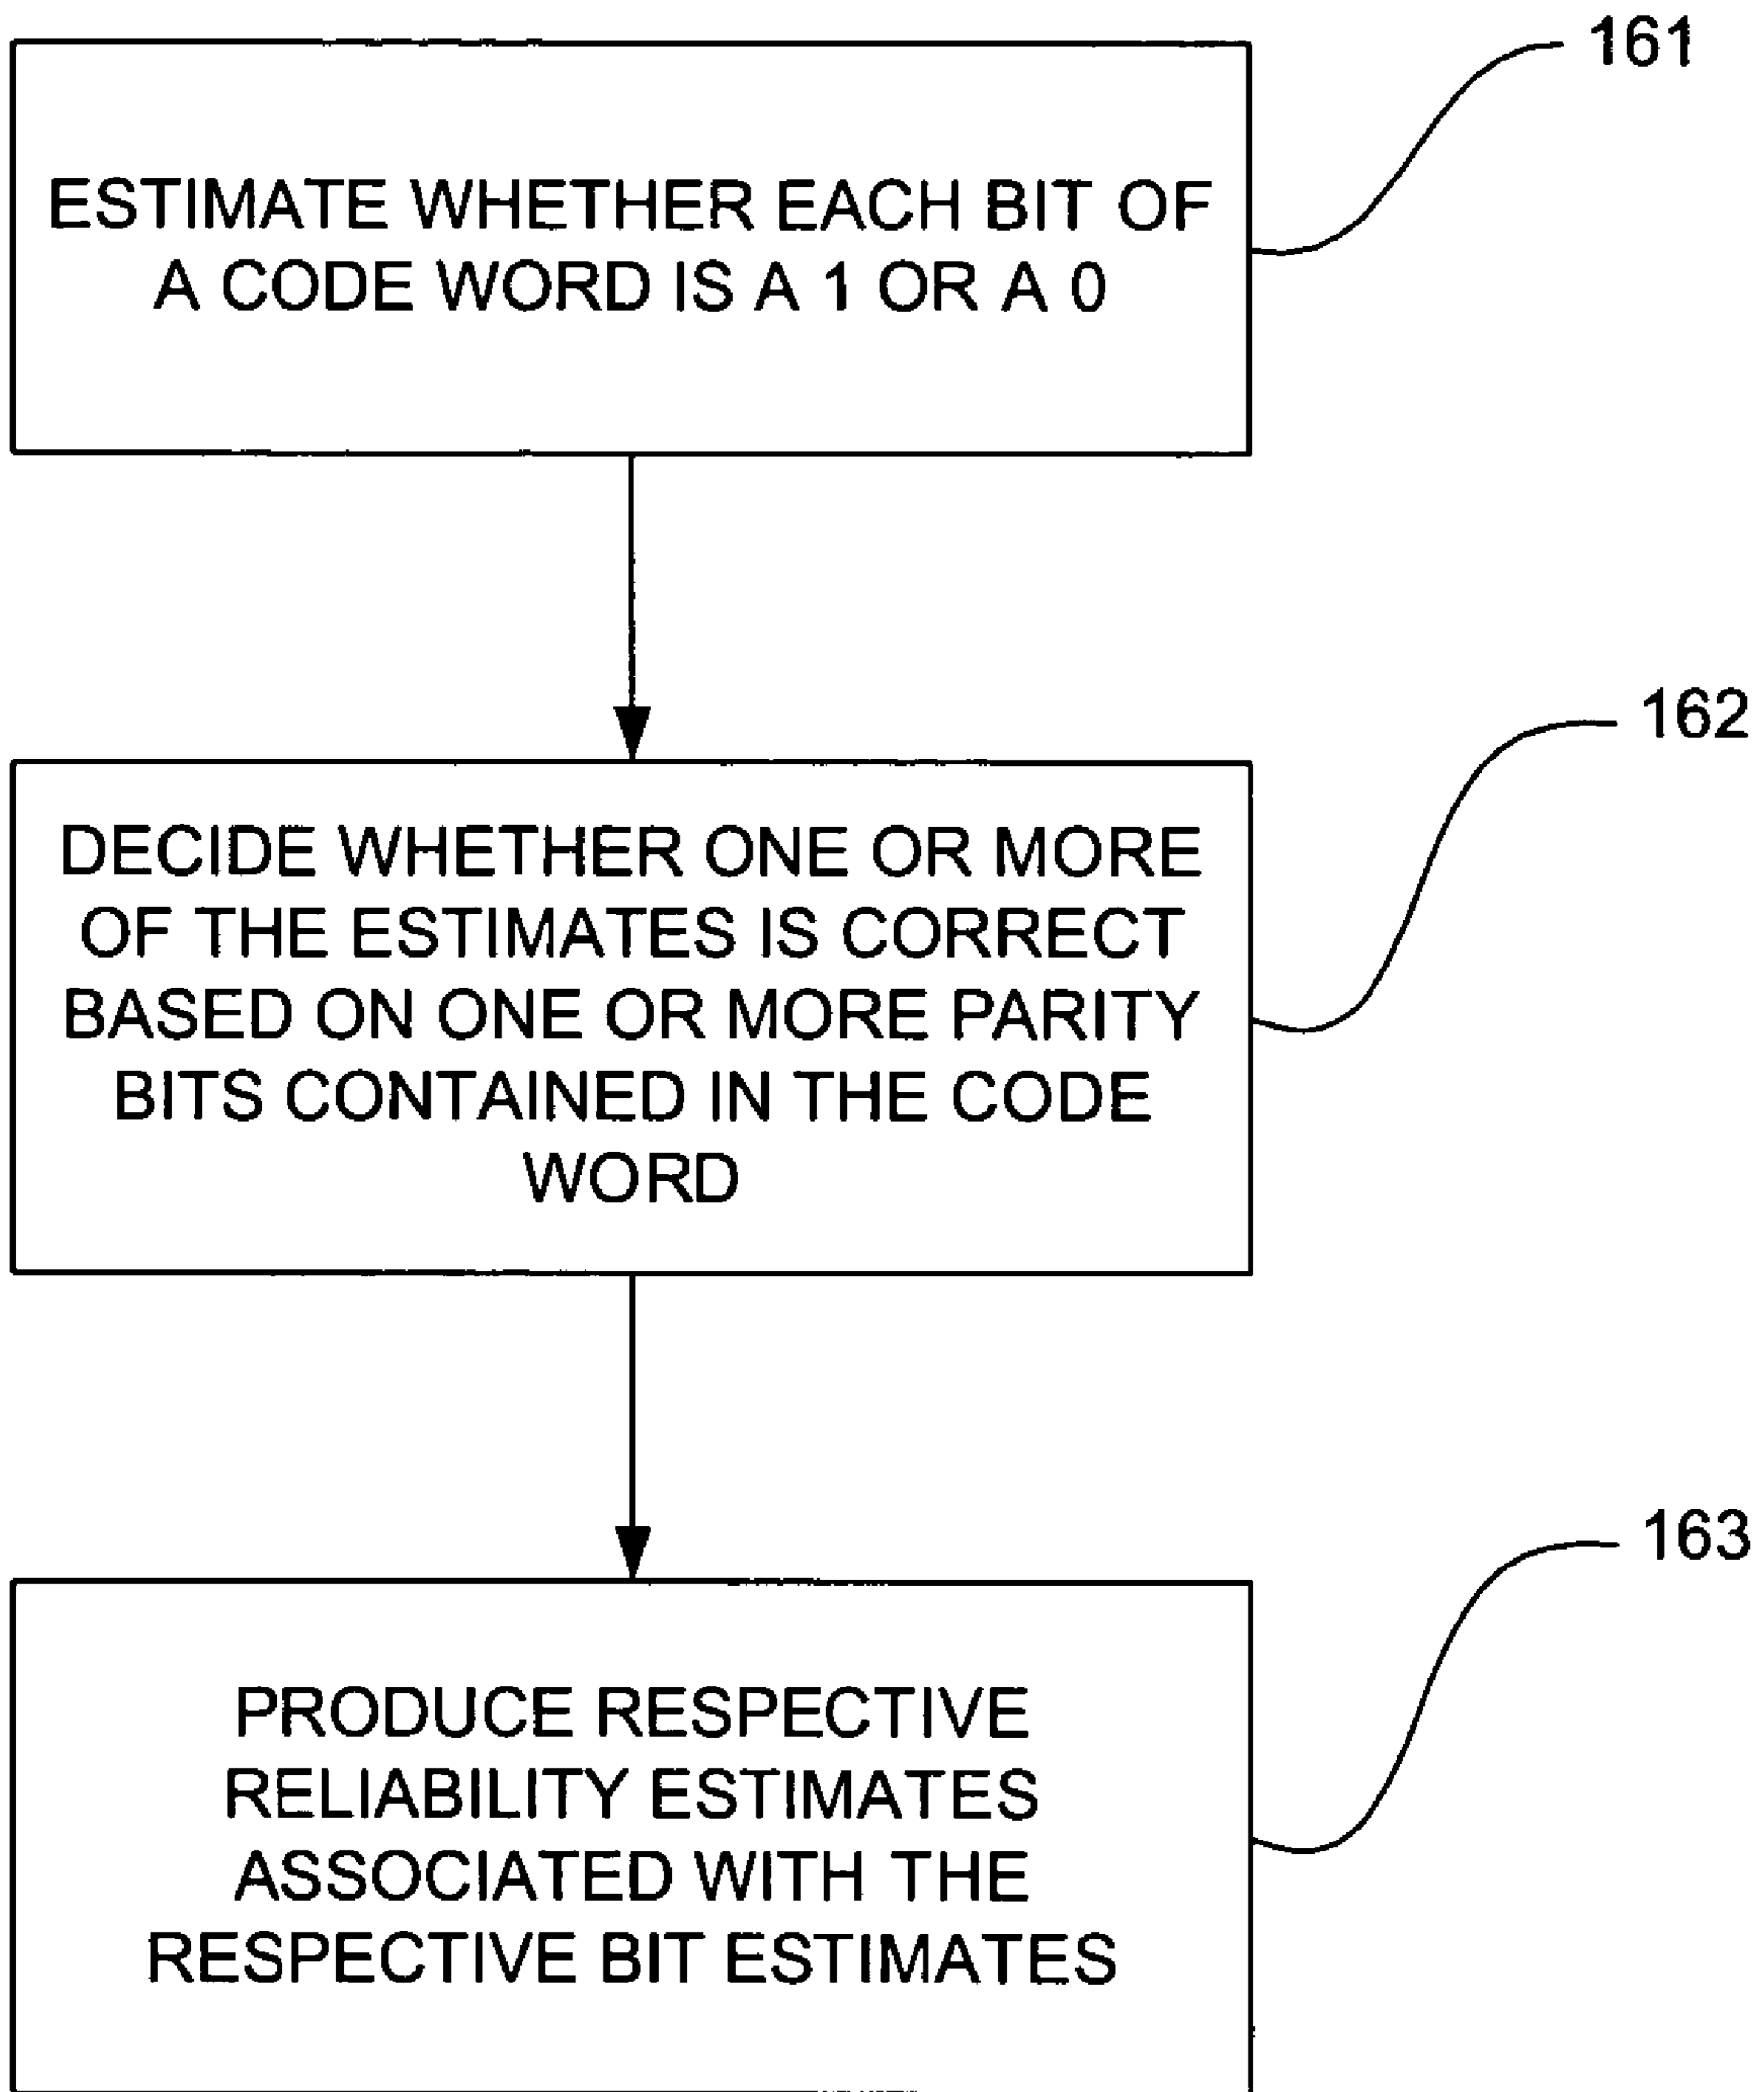 161
ESTIMATE WHETHER EACH BIT OF
A CODE WORD IS A 1 OR A 0
162
DECIDE WHETHER ONE OR MORE
OF THE ESTIMATES IS CORRECT
BASED ON ONE OR MORE PARITY
BITS CONTAINED IN THE CODE
WORD
163
PRODUCE RESPECTIVE
RELIABILITY ESTIMATES
ASSOCIATED WITH THE
RESPECTIVE BIT ESTIMATES